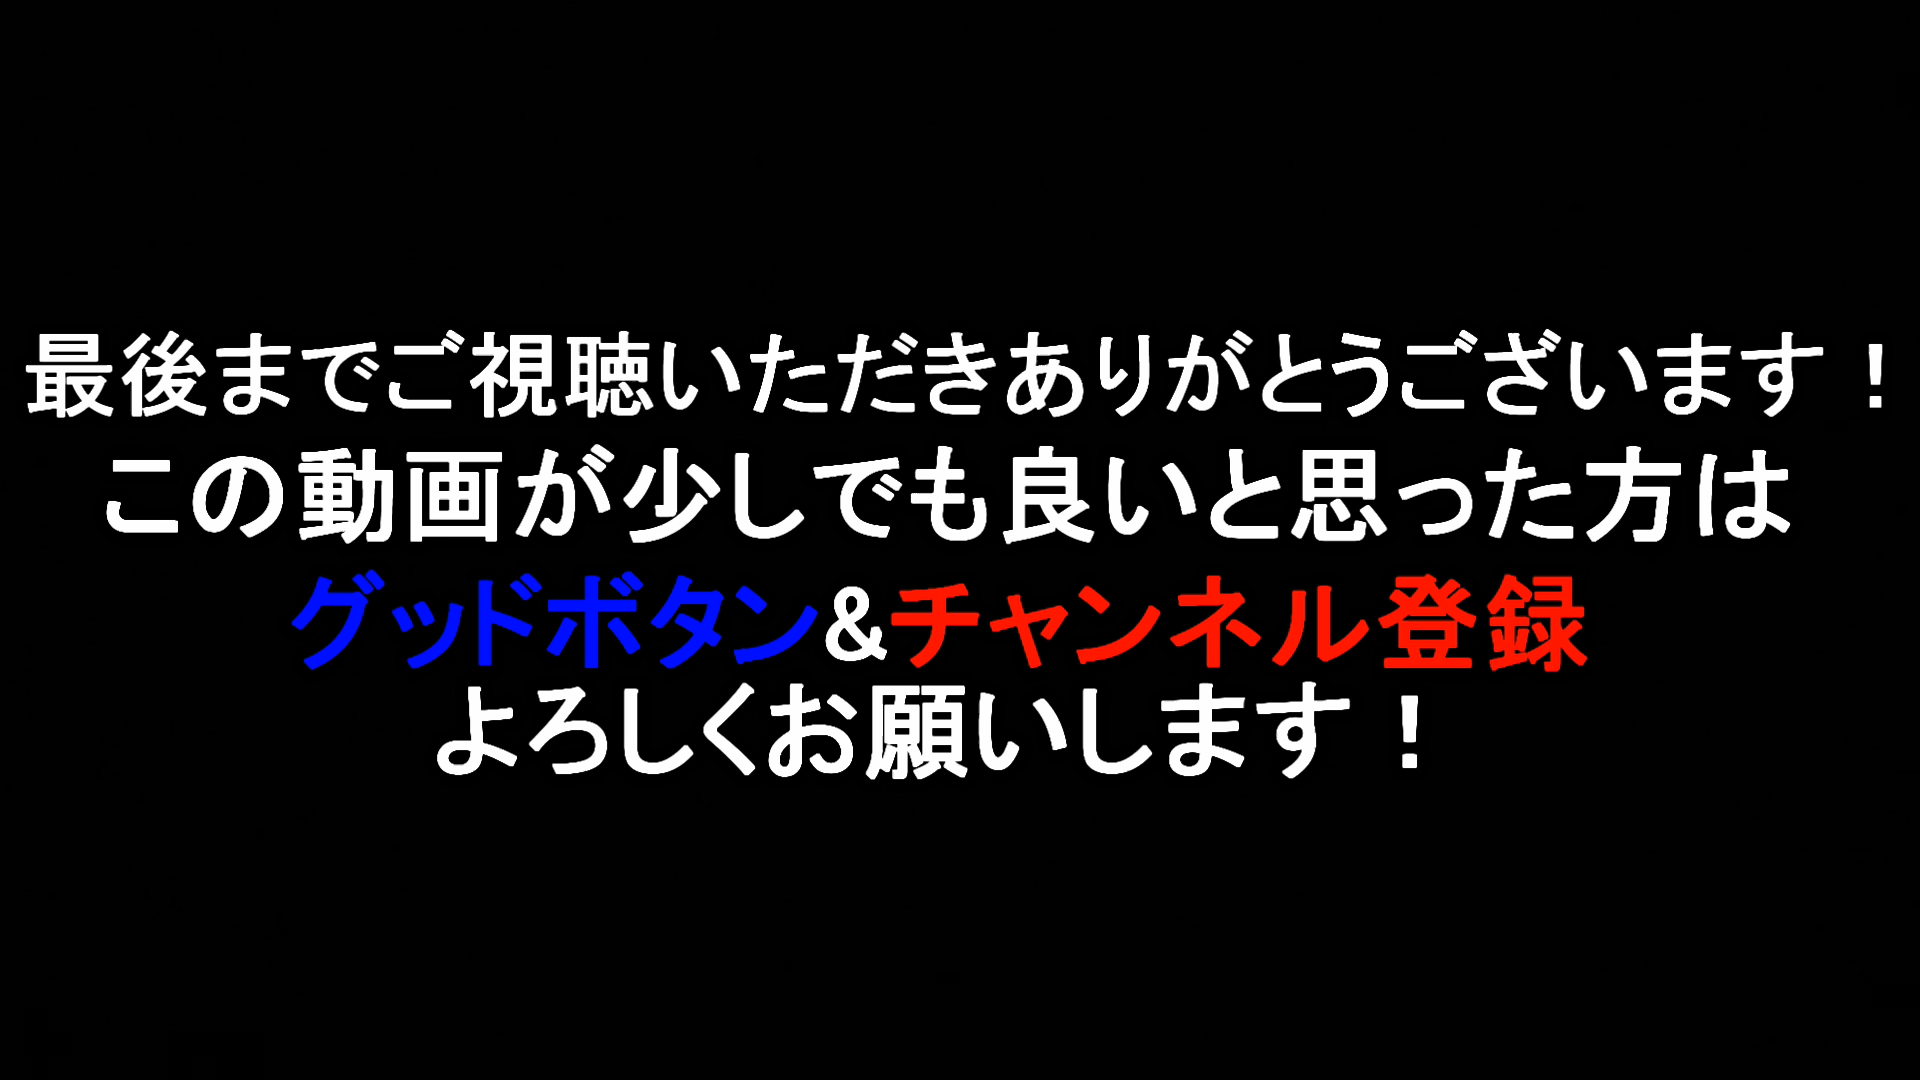 最後までご視聴いただきありがとうございます！
この動画が少しでも良いと思った方は
グッドボタン&チャンネル登録
よろしくお願いします！